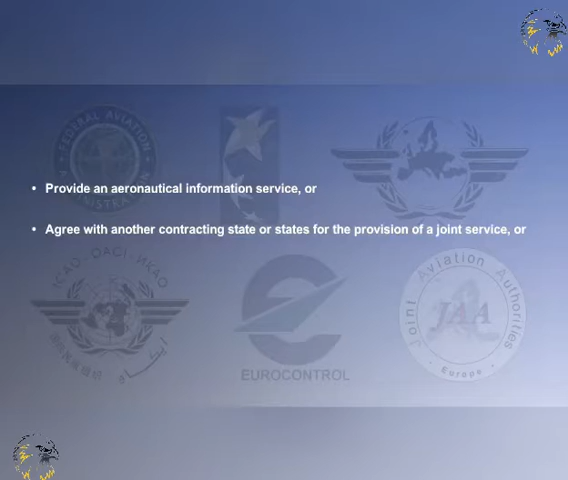 FEDERAL AVIATION
ADMINISTRATION
• Provide an aeronautical information service, or
• Agree with another contracting state or states for the provision of a joint service, or
ICAO · OACI · ИКАО
EUROCONTROL
Joint Aviation Authorities
JAA
Europe